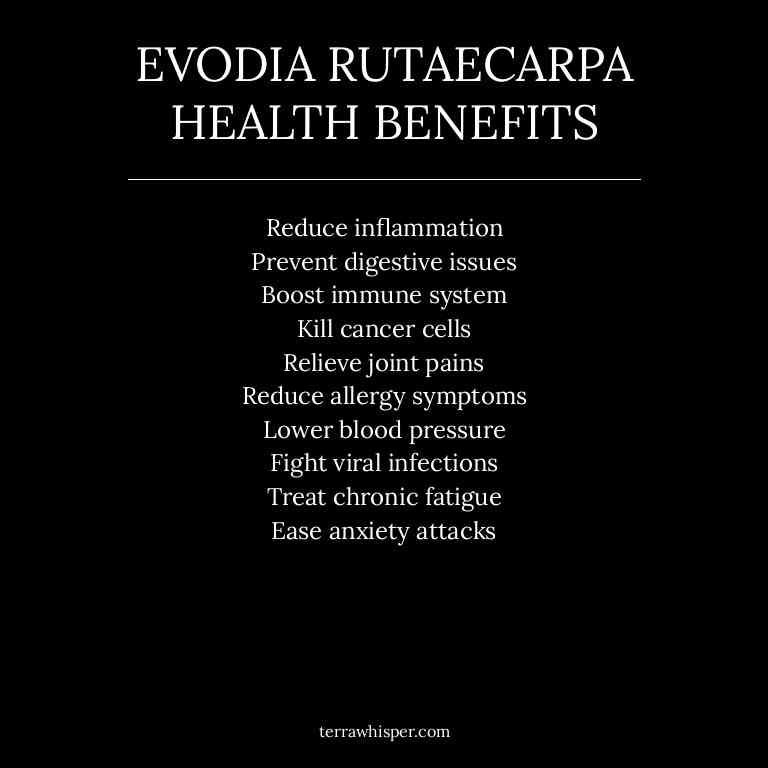 EVODIA RUTAECARPA
HEALTH BENEFITS
Reduce inflammation
Prevent digestive issues
Boost immune system
Kill cancer cells
Relieve joint pains
Reduce allergy symptoms
Lower blood pressure
Fight viral infections
Treat chronic fatigue
Ease anxiety attacks
terrawhisper.com